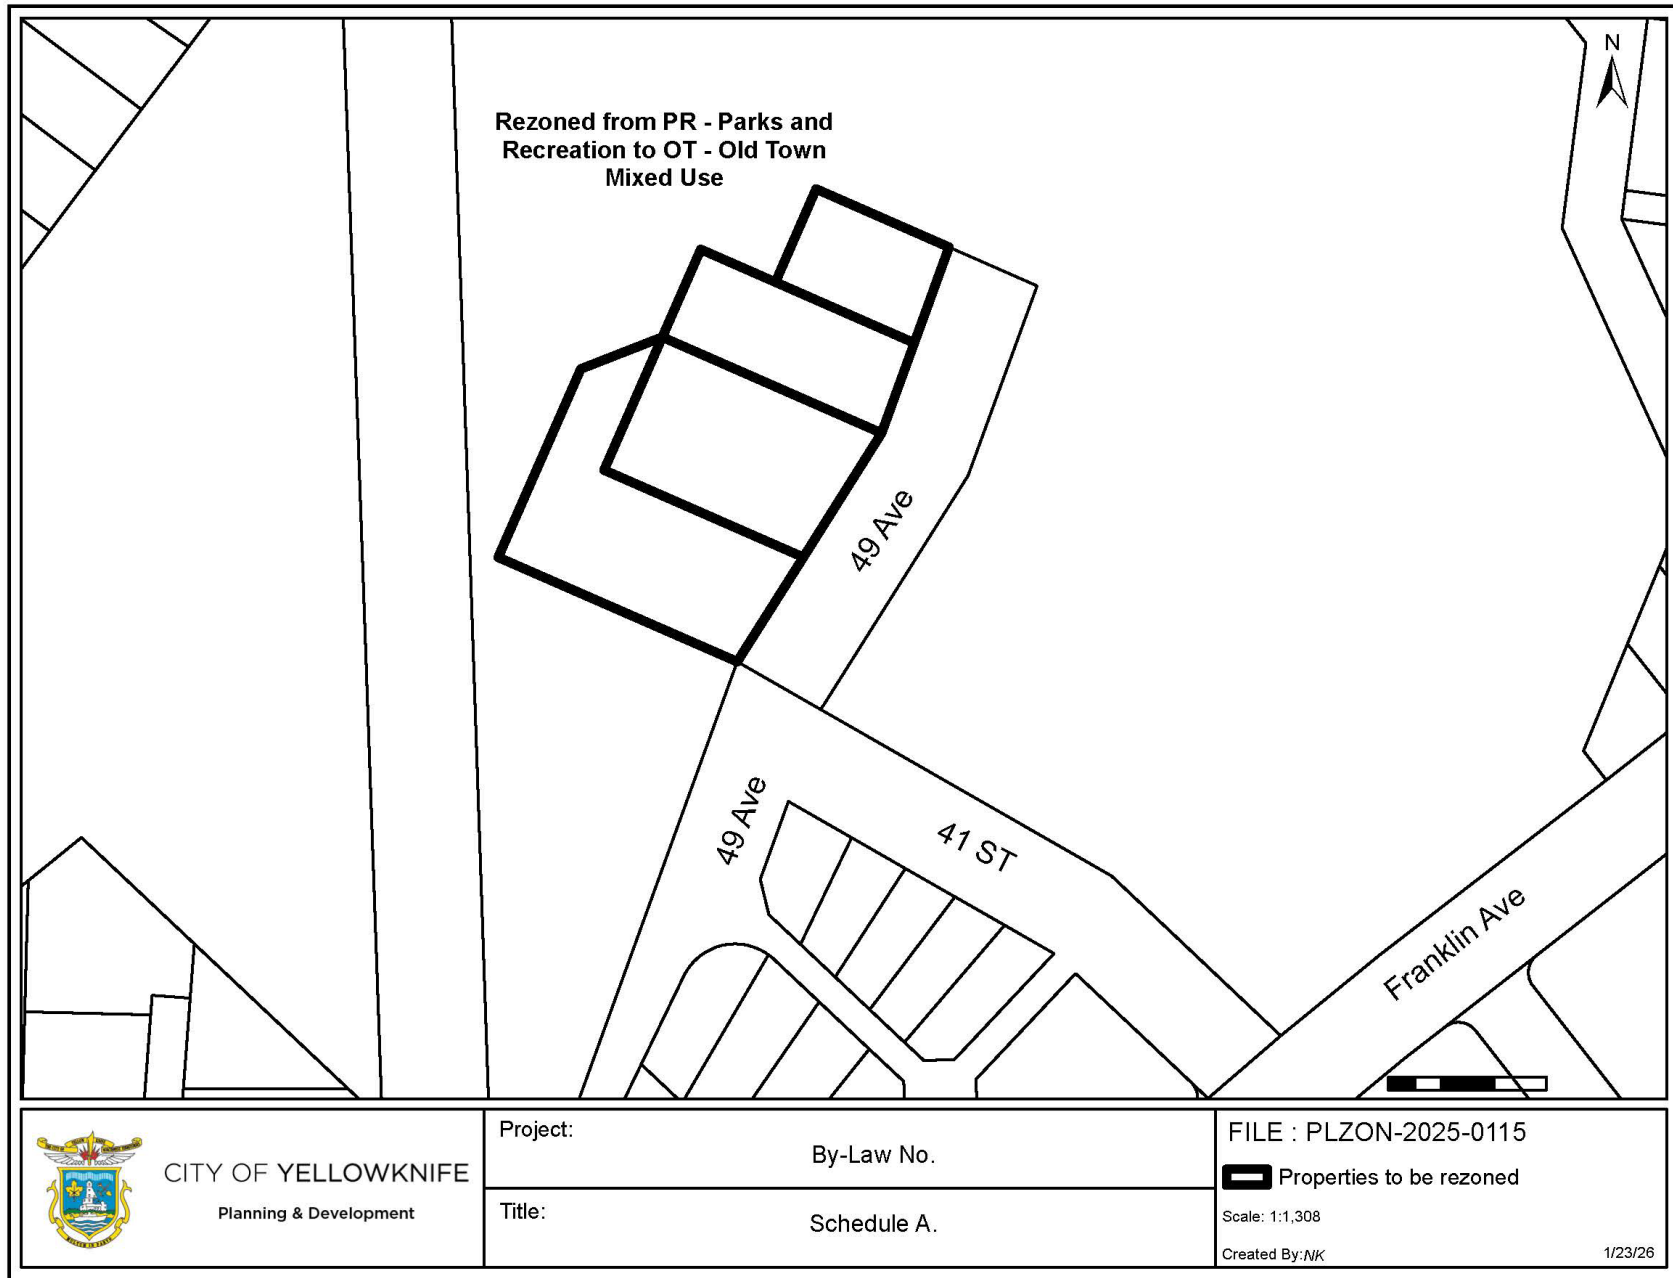 N
Rezoned from PR - Parks and
Recreation to OT - Old Town
Mixed Use
49 Ave
49 Ave
41 ST
Franklin Ave
CITY OF YELLOWKNIFE
Planning & Development
Project:
By-Law No.
Title:
Schedule A.
FILE : PLZON-2025-0115
Properties to be rezoned
Scale: 1:1,308
Created By:NK
1/23/26